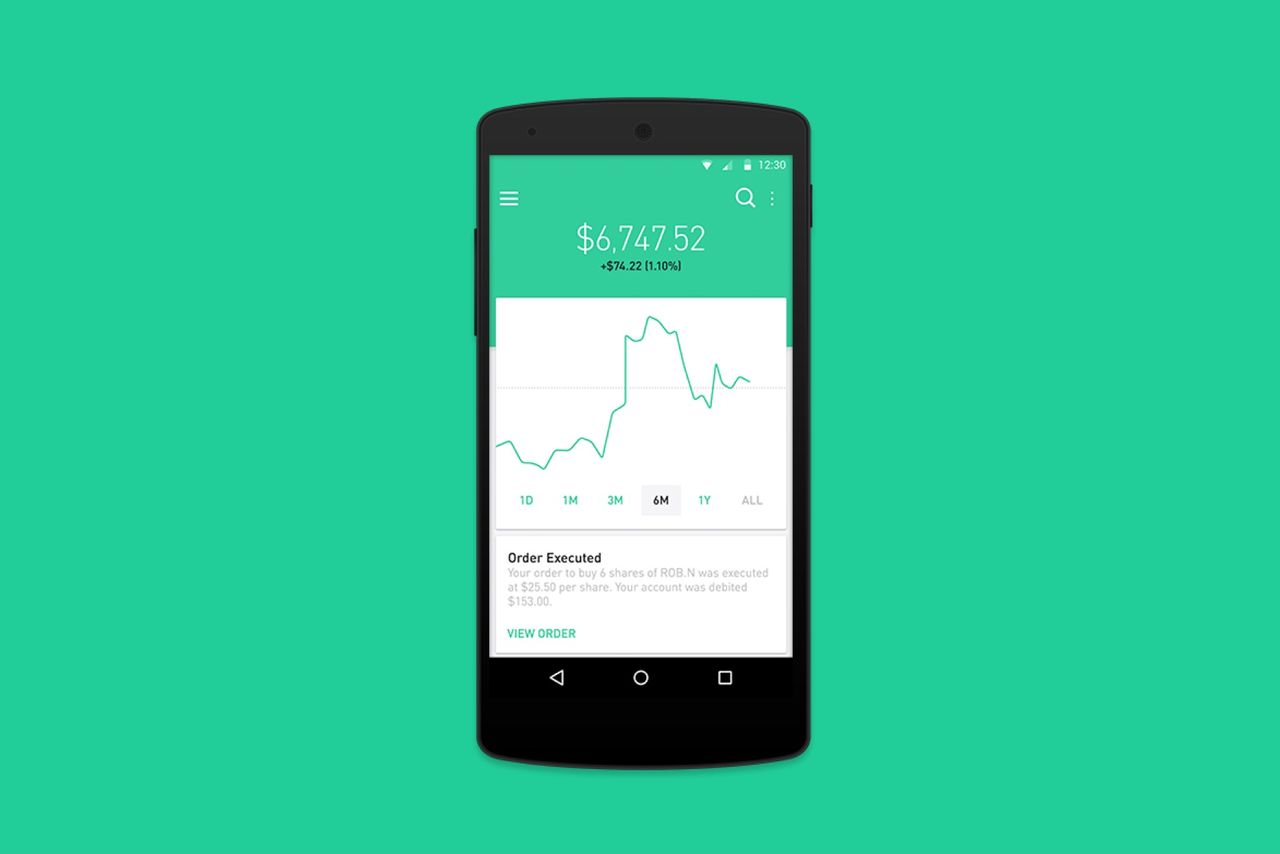 12:30
$6,747.52
+$74.22 (1.10%)
1D 1M 3M 6M 1Y ALL
Order Executed
Your order to buy 6 shares of ROB.N was executed
at $25.50 per share. Your account was debited
$153.00.
VIEW ORDER